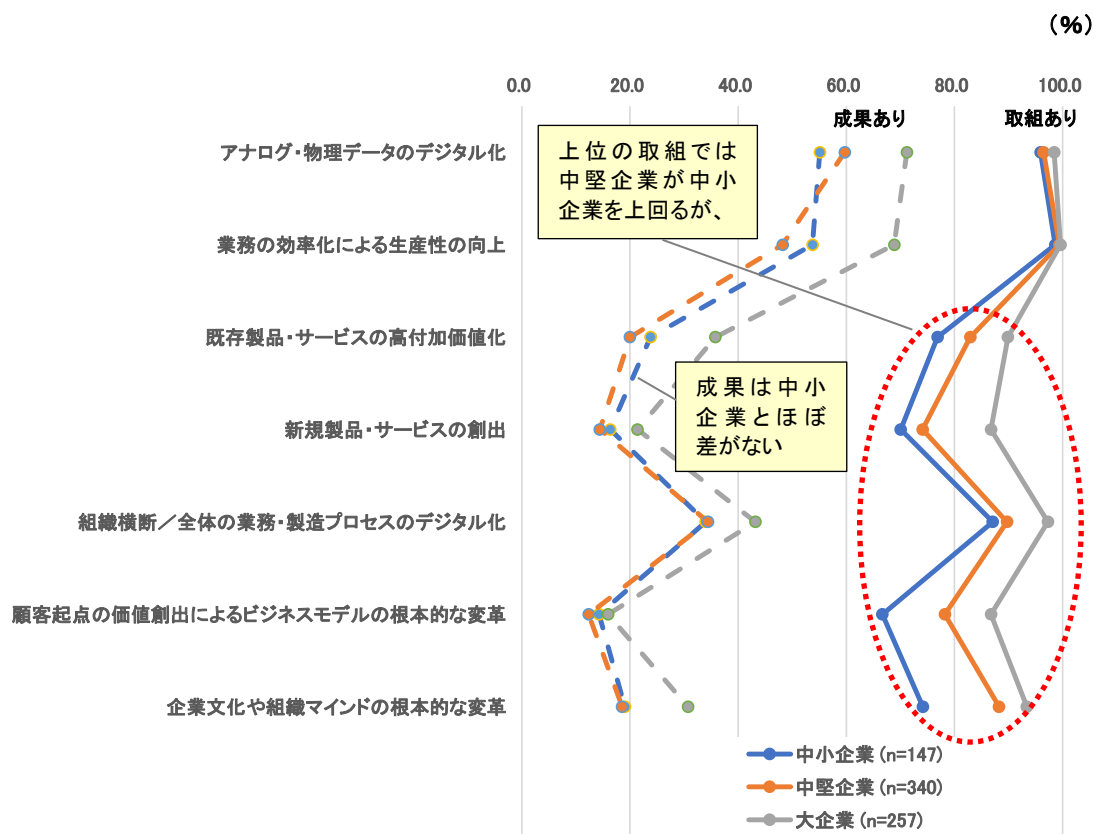 （%）
0.0 20.0 40.0 60.0 80.0 100.0
成果あり 取組あり
アナログ・物理データのデジタル化
上位の取組では
中堅企業が中小
企業を上回るが、
業務の効率化による生産性の向上
既存製品・サービスの高付加価値化
成果は中小
企業とほぼ
差がない
新規製品・サービスの創出
組織横断／全体の業務・製造プロセスのデジタル化
顧客起点の価値創出によるビジネスモデルの根本的な変革
企業文化や組織マインドの根本的な変革
中小企業 (n=147)
中堅企業 (n=340)
大企業 (n=257)